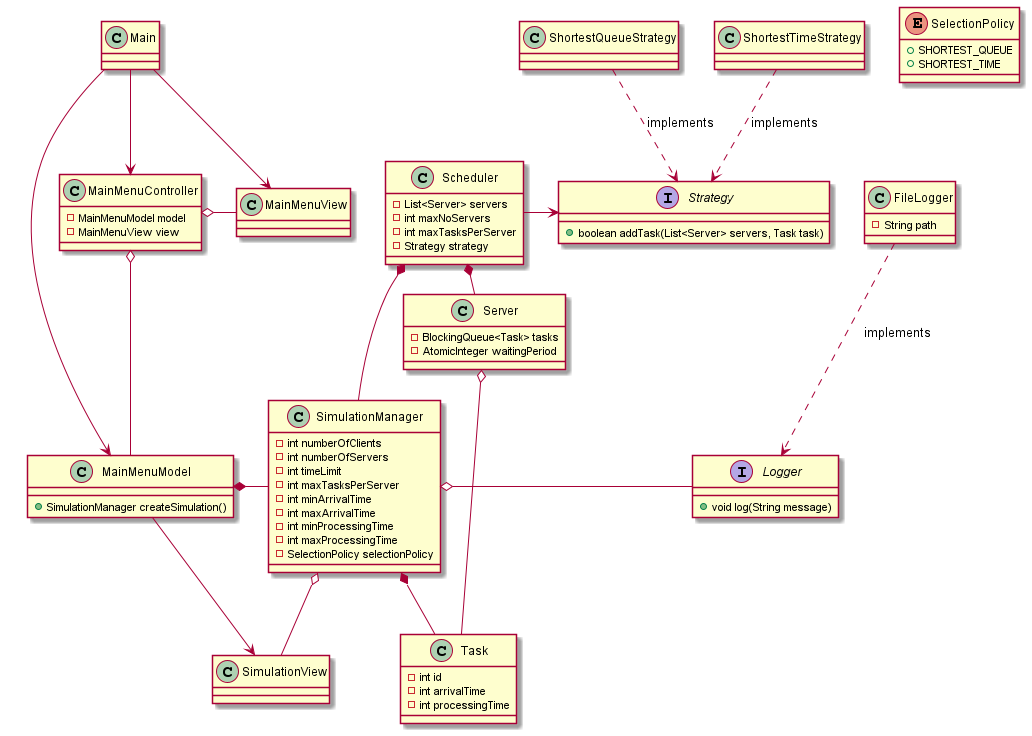 C Main
C ShortestQueueStrategy
C ShortestTimeStrategy
E SelectionPolicy
SHORTEST_QUEUE
SHORTEST_TIME
implements
implements
C MainMenuController
MainMenuModel model
MainMenuView view
C MainMenuView
C Scheduler
List<Server> servers
int maxNoServers
int maxTasksPerServer
Strategy strategy
I Strategy
boolean addTask(List<Server> servers, Task task)
C FileLogger
String path
C Server
BlockingQueue<Task> tasks
AtomicInteger waitingPeriod
implements
C SimulationManager
int numberOfClients
int numberOfServers
int timeLimit
int maxTasksPerServer
int minArrivalTime
int maxArrivalTime
int minProcessingTime
int maxProcessingTime
SelectionPolicy selectionPolicy
C MainMenuModel
SimulationManager createSimulation()
I Logger
void log(String message)
C SimulationView
C Task
int id
int arrivalTime
int processingTime